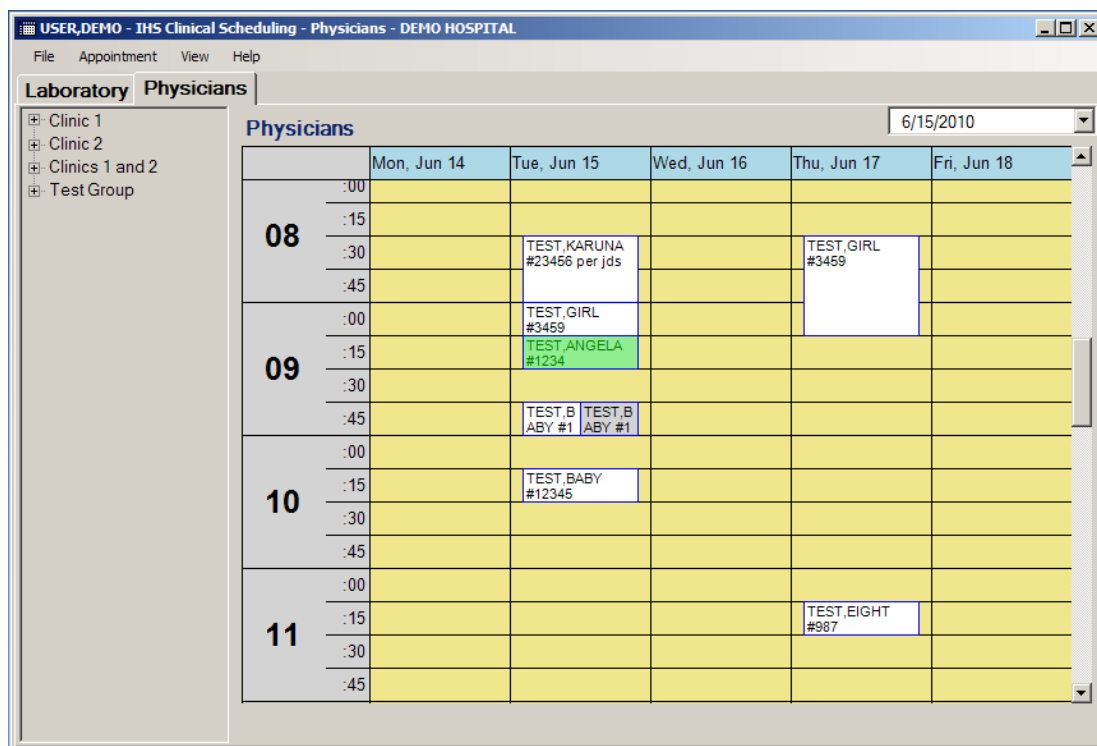 USER,DEMO - IHS Clinical Scheduling - Physicians - DEMO HOSPITAL
File Appointment View Help
Laboratory Physicians
Clinic 1
Clinic 2
Clinics 1 and 2
Test Group
Physicians
6/15/2010
Mon, Jun 14 Tue, Jun 15 Wed, Jun 16 Thu, Jun 17 Fri, Jun 18
08
:00
:15
:30
:45
TEST,KARUNA
#23456 per jds
TEST,GIRL
#3459
09
:00
:15
:30
:45
TEST,GIRL
#3459
TEST,ANGELA
#1234
TEST,B
ABY #1
TEST,B
ABY #1
10
:00
:15
:30
:45
TEST,BABY
#12345
11
:00
:15
:30
:45
TEST,EIGHT
#987